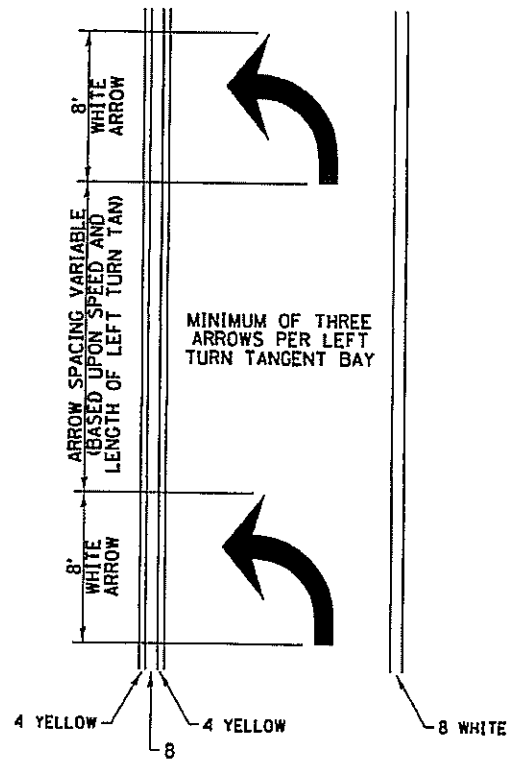 8'
WHITE
ARROW
ARROW SPACING VARIABLE
(BASED UPON SPEED AND
LENGTH OF LEFT TURN TAN)
MINIMUM OF THREE
ARROWS PER LEFT
TURN TANGENT BAY
8'
WHITE
ARROW
4 YELLOW
4 YELLOW
8
8 WHITE